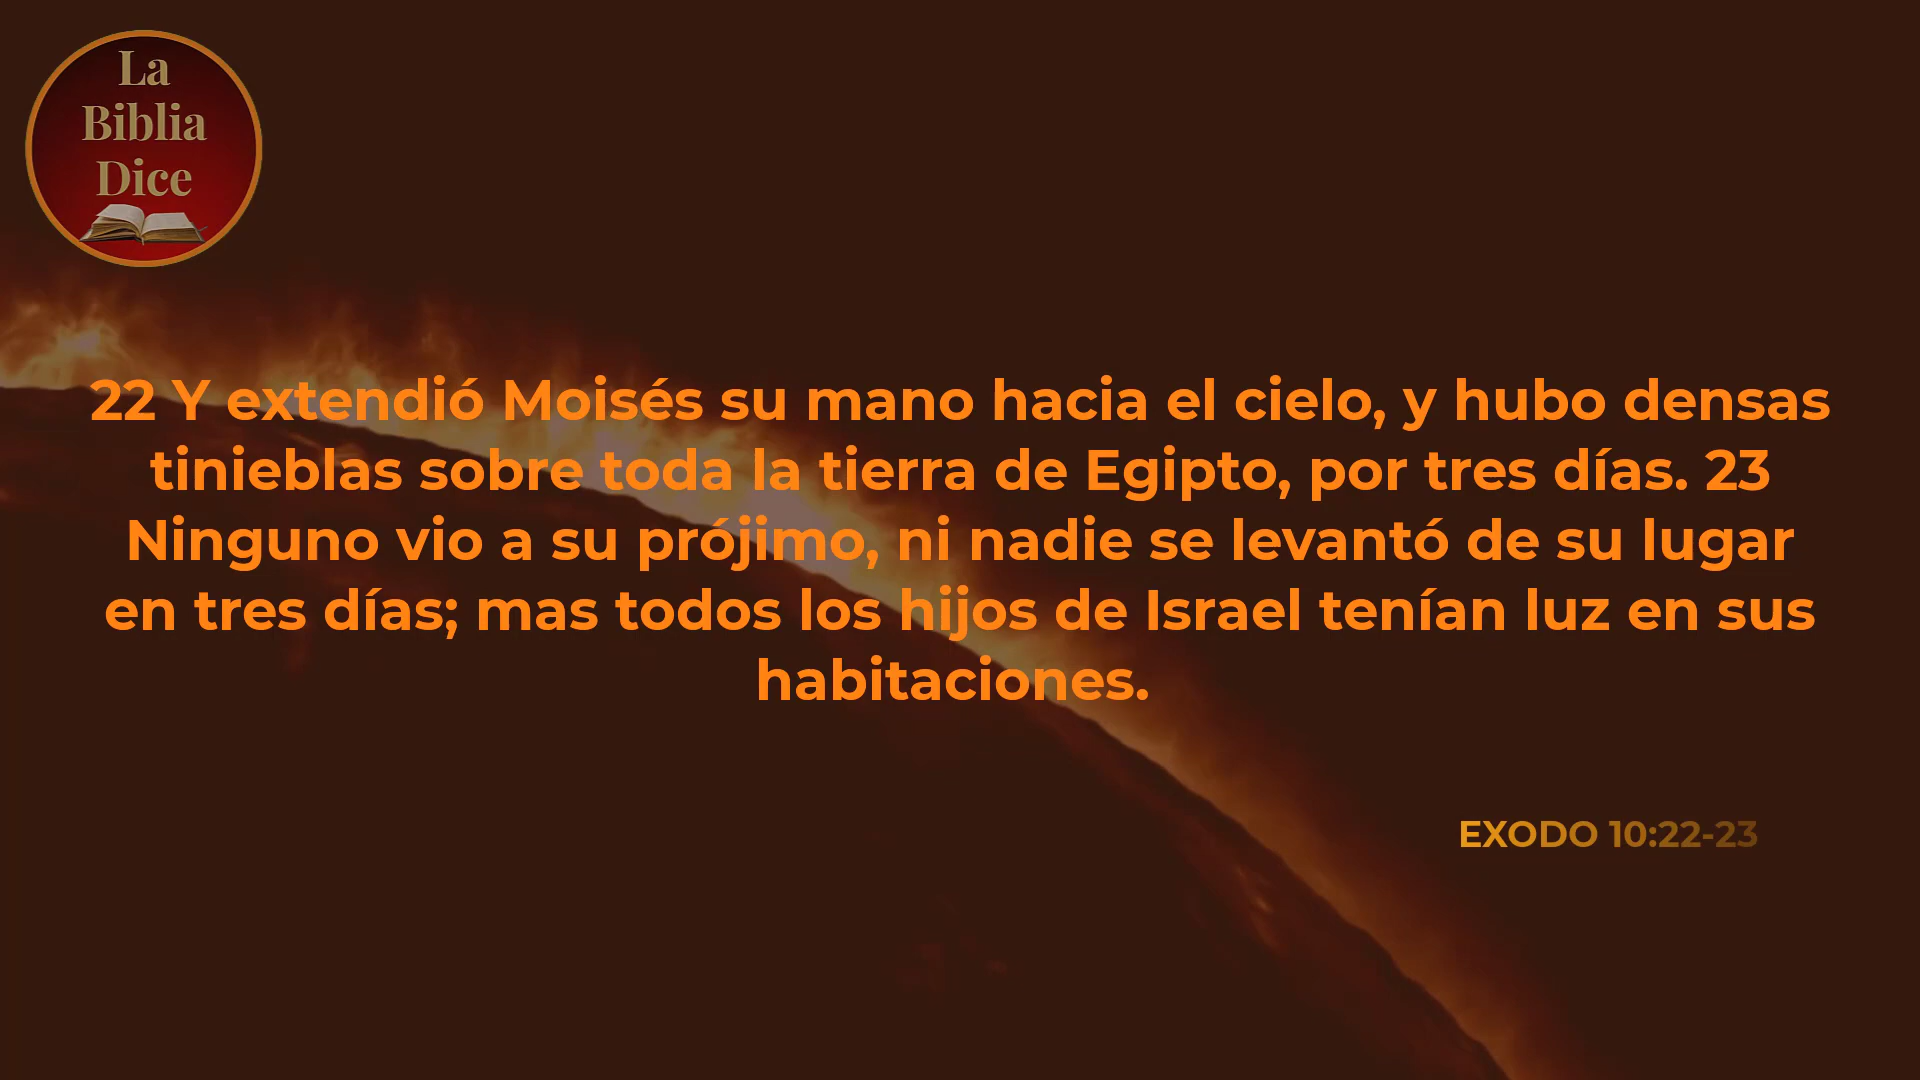 La
Biblia
Dice
22 Y extendió Moisés su mano hacia el cielo, y hubo densas
tinieblas sobre toda la tierra de Egipto, por tres días. 23
Ninguno vio a su prójimo, ni nadie se levantó de su lugar
en tres días; mas todos los hijos de Israel tenían luz en sus
habitaciones.
EXODO 10:22-23